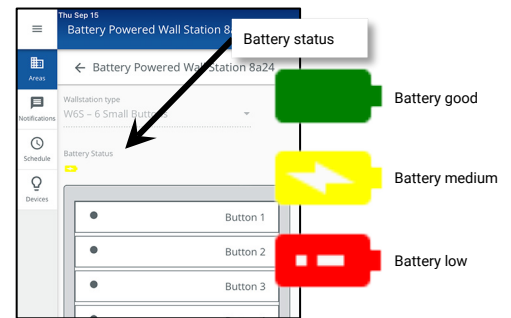 Thu Sep 15
Battery Powered Wall Station 8a
Battery status
Areas
Battery Powered Wall Station 8a24
Notifications
Wallstation type
W6S – 6 Small Buttons
Schedule
Battery Status
Devices
Button 1
Button 2
Button 3
Battery good
Battery medium
Battery low